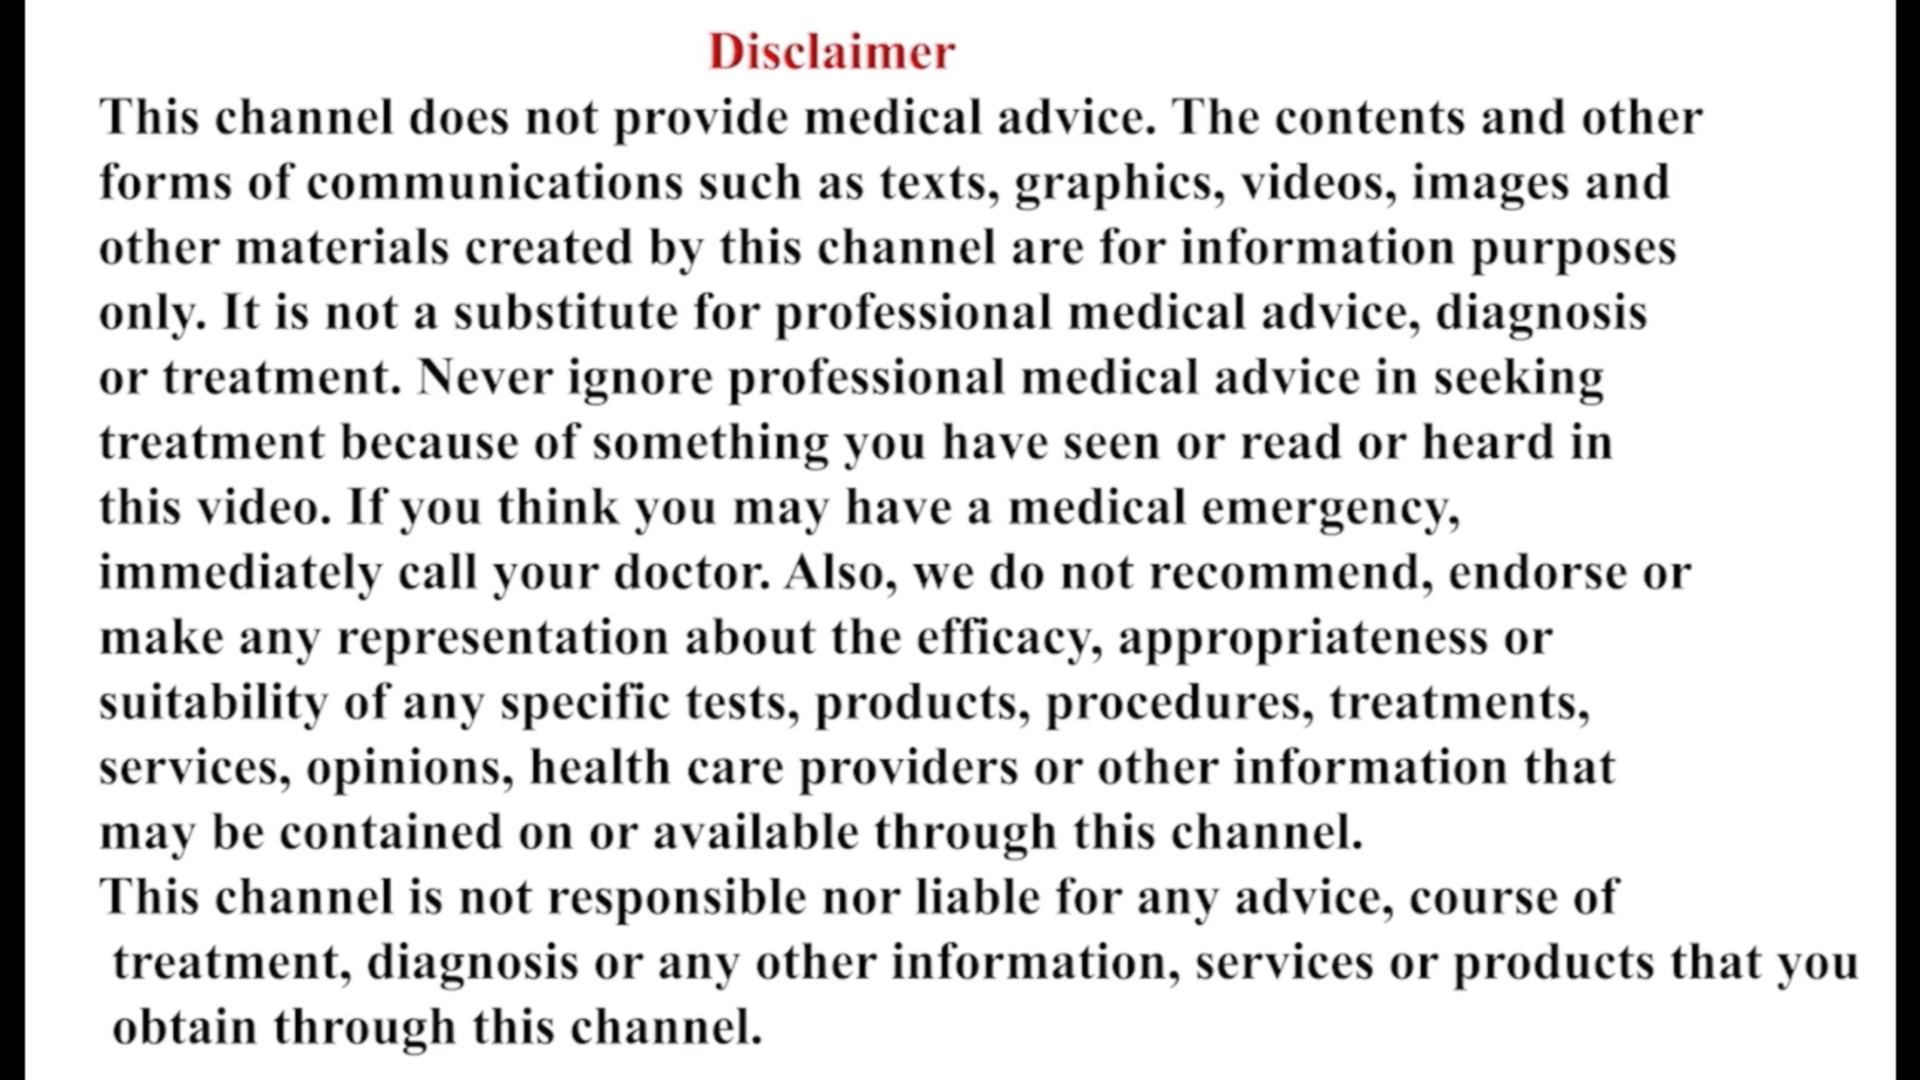 Disclaimer
This channel does not provide medical advice. The contents and other
forms of communications such as texts, graphics, videos, images and
other materials created by this channel are for information purposes
only. It is not a substitute for professional medical advice, diagnosis
or treatment. Never ignore professional medical advice in seeking
treatment because of something you have seen or read or heard in
this video. If you think you may have a medical emergency,
immediately call your doctor. Also, we do not recommend, endorse or
make any representation about the efficacy, appropriateness or
suitability of any specific tests, products, procedures, treatments,
services, opinions, health care providers or other information that
may be contained on or available through this channel.
This channel is not responsible nor liable for any advice, course of
treatment, diagnosis or any other information, services or products that you
obtain through this channel.